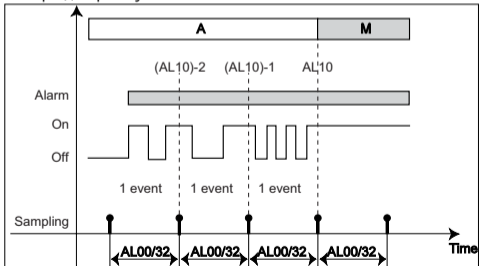 A M
(AL10)-2 (AL10)-1 AL10
Alarm
On
Off
1 event 1 event 1 event
Sampling
Time
AL00/32 AL00/32 AL00/32 AL00/32